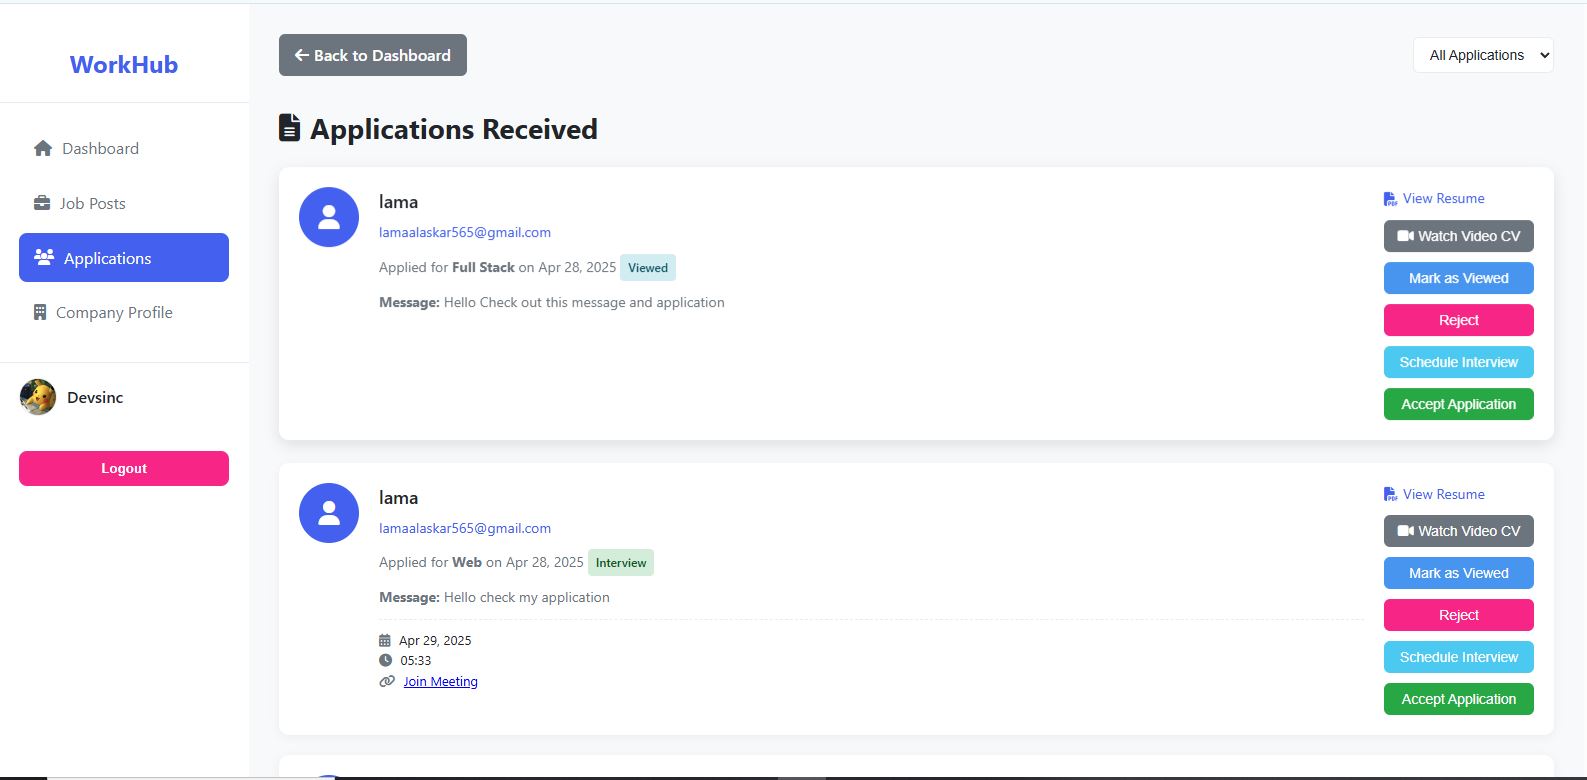 WorkHub
Dashboard
Job Posts
Applications
Company Profile
Devsinc
Logout
Back to Dashboard
All Applications
Applications Received
lama
lamaalaskar565@gmail.com
Applied for Full Stack on Apr 28, 2025 Viewed
Message: Hello Check out this message and application
View Resume
Watch Video CV
Mark as Viewed
Reject
Schedule Interview
Accept Application
lama
lamaalaskar565@gmail.com
Applied for Web on Apr 28, 2025 Interview
Message: Hello check my application
Apr 29, 2025
05:33
Join Meeting
View Resume
Watch Video CV
Mark as Viewed
Reject
Schedule Interview
Accept Application